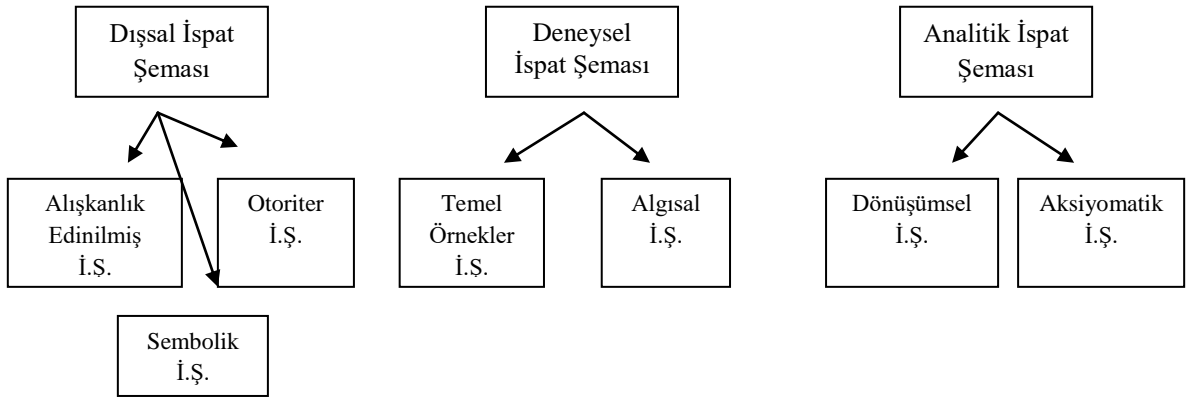 Dışsal İspat
Şeması
Deneysel
İspat Şeması
Analitik İspat
Şeması
Alışkanlık
Edinilmiş
İ.Ş.
Otoriter
İ.Ş.
Temel
Örnekler
İ.Ş.
Algısal
İ.Ş.
Dönüşümsel
İ.Ş.
Aksiyomatik
İ.Ş.
Sembolik
İ.Ş.